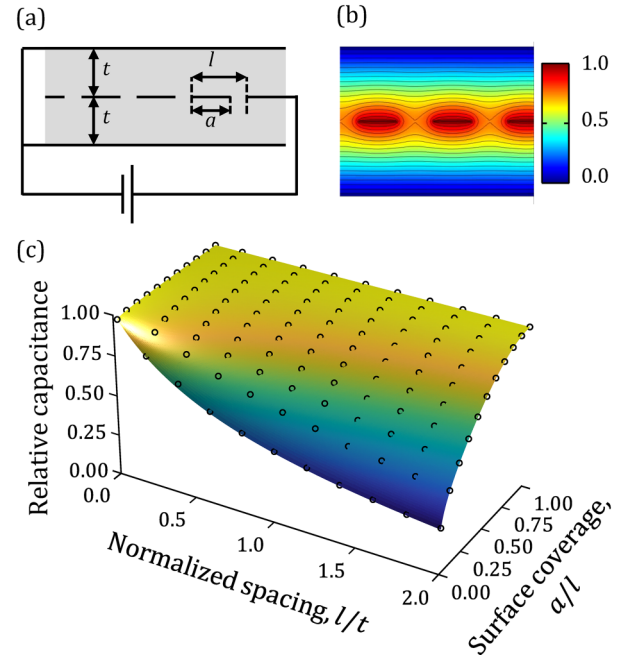 (a)
l
t
a
t
(b)
1.0
0.5
0.0
(c)
Relative capacitance
1.00
0.75
0.50
0.25
0.00
0.0
0.5
1.0
1.5
2.0
Normalized spacing, l/t
0.00
0.25
0.50
0.75
1.00
Surface coverage,
a/l